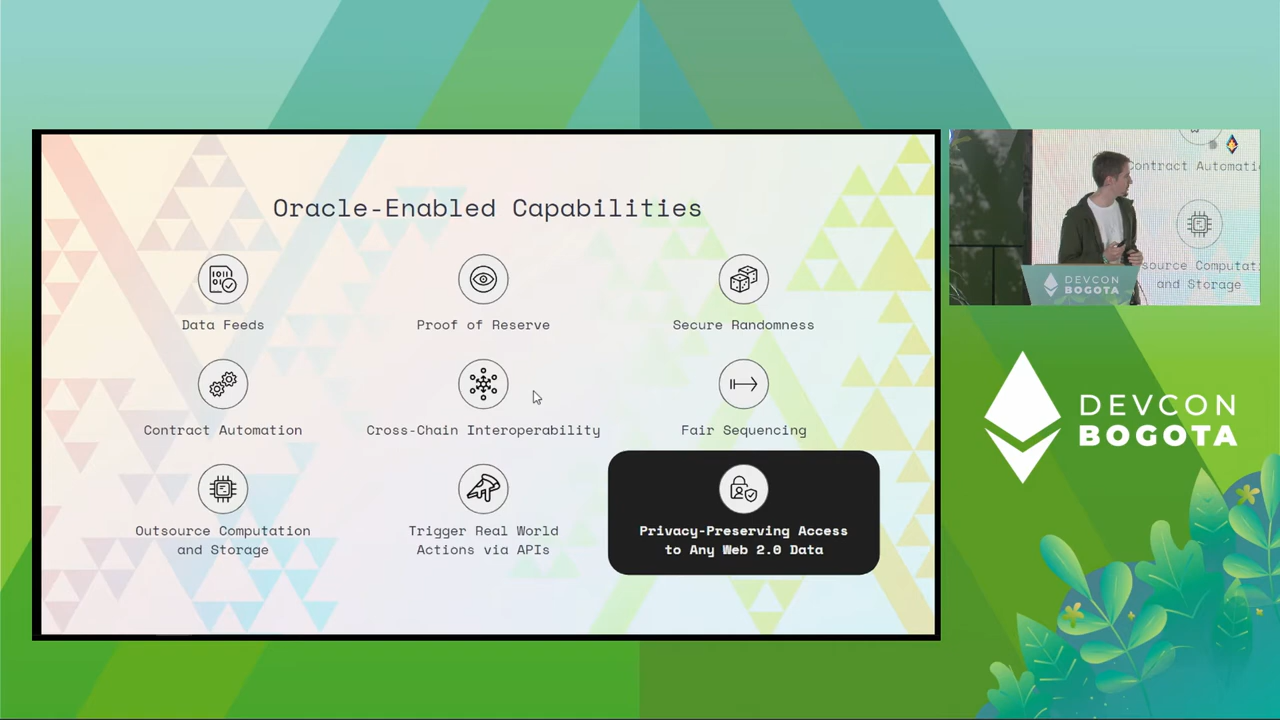 Oracle-Enabled Capabilities
Data Feeds
Proof of Reserve
Secure Randomness
Contract Automation
Cross-Chain Interoperability
Fair Sequencing
Outsource Computation
and Storage
Trigger Real World
Actions via APIs
Privacy-Preserving Access
to Any Web 2.0 Data
Contract Automati
source Computat
and Storage
DEVCON
BOGOTA
DEVCON
BOGOTA